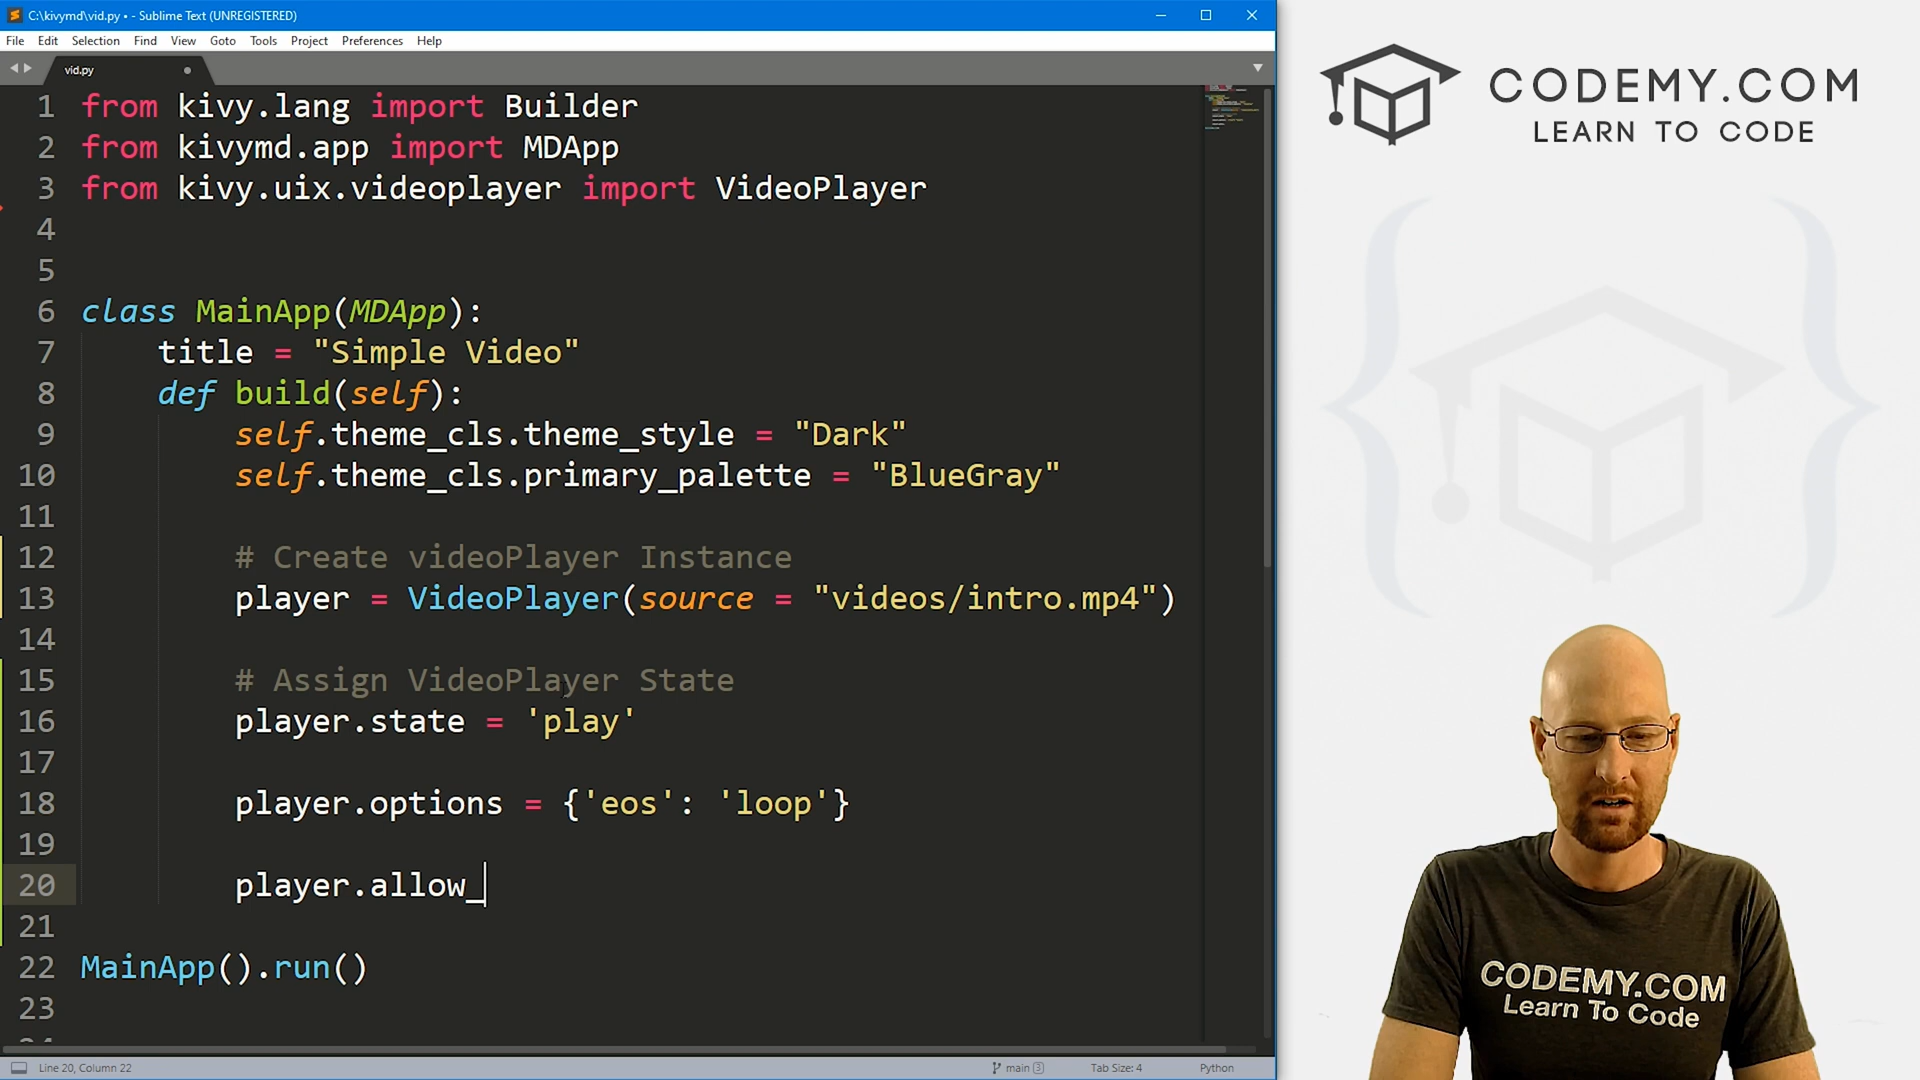 C:\kivymd\vid.py • - Sublime Text (UNREGISTERED)
File Edit Selection Find View Goto Tools Project Preferences Help
vid.py
1 from kivy.lang import Builder
2 from kivymd.app import MDApp
3 from kivy.uix.videoplayer import VideoPlayer
4
5
6 class MainApp(MDApp):
7 title = "Simple Video"
8 def build(self):
9 self.theme_cls.theme_style = "Dark"
10 self.theme_cls.primary_palette = "BlueGray"
11
12 # Create videoPlayer Instance
13 player = VideoPlayer(source = "videos/intro.mp4")
14
15 # Assign VideoPlayer State
16 player.state = 'play'
17
18 player.options = {'eos': 'loop'}
19
20 player.allow_
21
22 MainApp().run()
23
24
Line 20, Column 22
main 3
Tab Size: 4
Python
CODEMY.COM
LEARN TO CODE
CODEMY.COM
Learn To Code